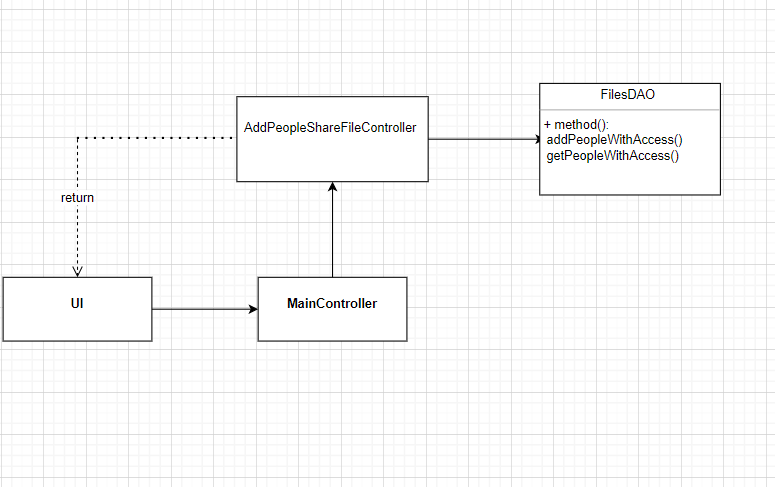 FilesDAO
AddPeopleShareFileController
+ method():
addPeopleWithAccess()
getPeopleWithAccess()
return
UI
MainController